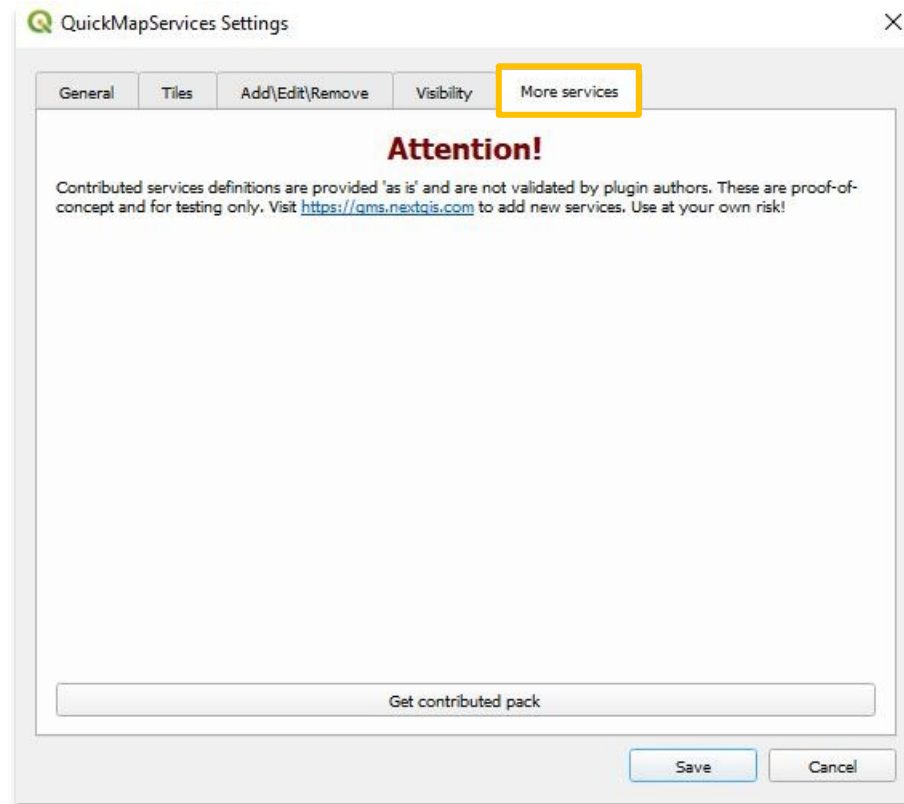 QuickMapServices Settings
General Tiles Add\Edit\Remove Visibility More services
Attention!
Contributed services definitions are provided 'as is' and are not validated by plugin authors. These are proof-of-
concept and for testing only. Visit https://qms.nextgis.com to add new services. Use at your own risk!
Get contributed pack
Save Cancel